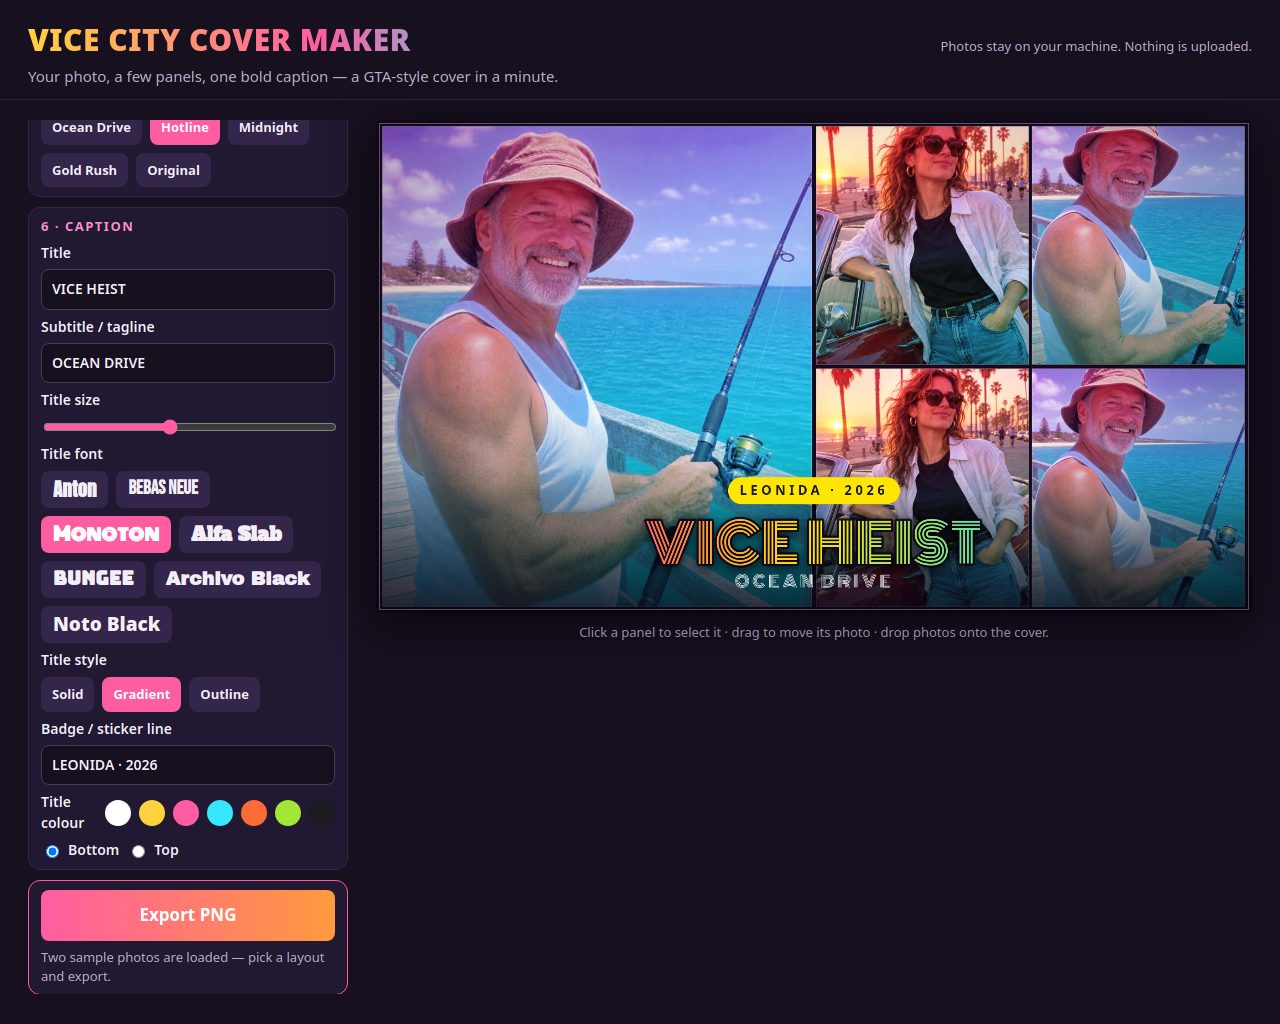 VICE CITY COVER MAKER
Your photo, a few panels, one bold caption — a GTA-style cover in a minute.
Photos stay on your machine. Nothing is uploaded.
Ocean Drive
Hotline
Midnight
Gold Rush
Original
6 · CAPTION
Title
VICE HEIST
Subtitle / tagline
OCEAN DRIVE
Title size
Title font
Anton
BEBAS NEUE
MONOTON
Alfa Slab
BUNGEE
Archivo Black
Noto Black
Title style
Solid
Gradient
Outline
Badge / sticker line
LEONIDA · 2026
Title
colour
Bottom
Top
Export PNG
Two sample photos are loaded — pick a layout
and export.
LEONIDA · 2026
VICE HEIST
OCEAN DRIVE
Click a panel to select it · drag to move its photo · drop photos onto the cover.